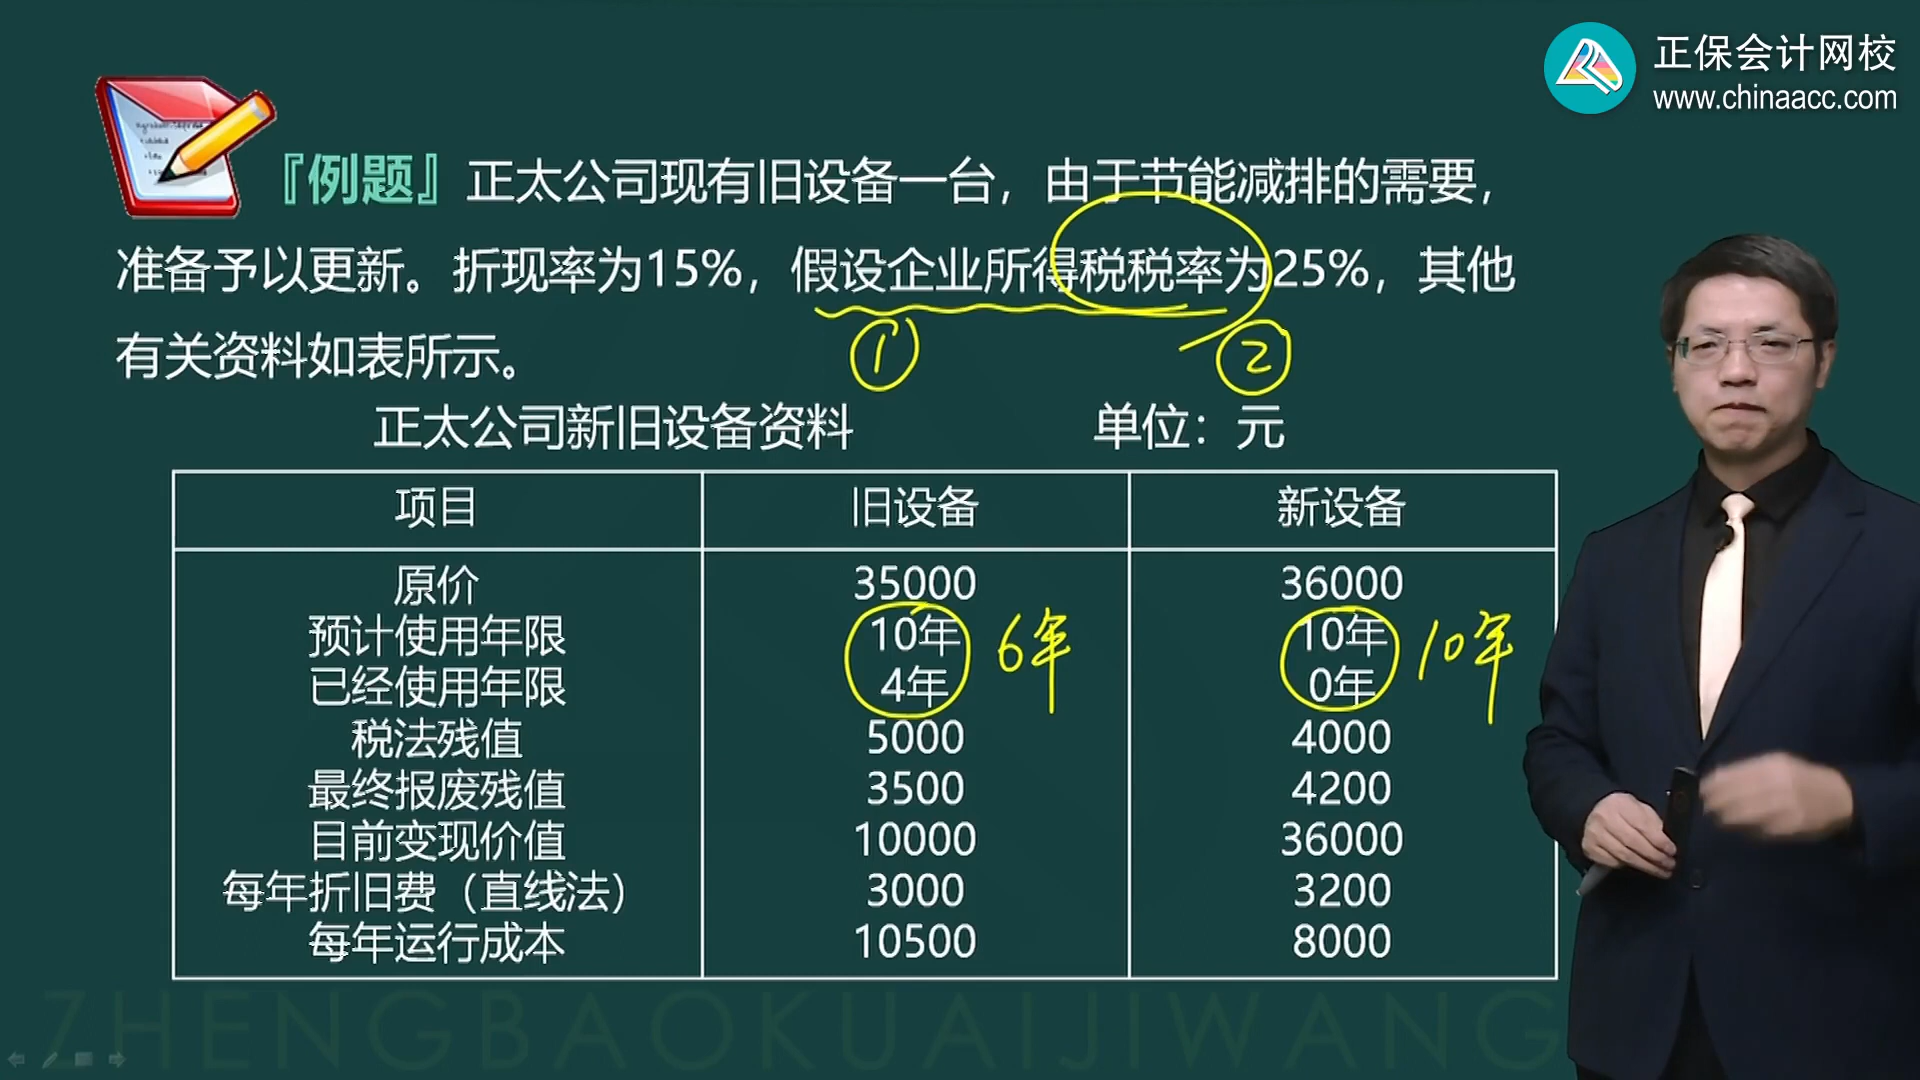 正保会计网校
www.chinaacc.com
『例题』正太公司现有旧设备一台，由于节能减排的需要，
准备予以更新。折现率为15%，假设企业所得税税率为25%，其他
① ②
有关资料如表所示。
正太公司新旧设备资料 单位：元
项目 旧设备 新设备
原价 35000 36000
预计使用年限 10年 6年 10年 10年
已经使用年限 4年 0年
税法残值 5000 4000
最终报废残值 3500 4200
目前变现价值 10000 36000
每年折旧费（直线法） 3000 3200
每年运行成本 10500 8000
ZHENGBAOKUAIJIWANG